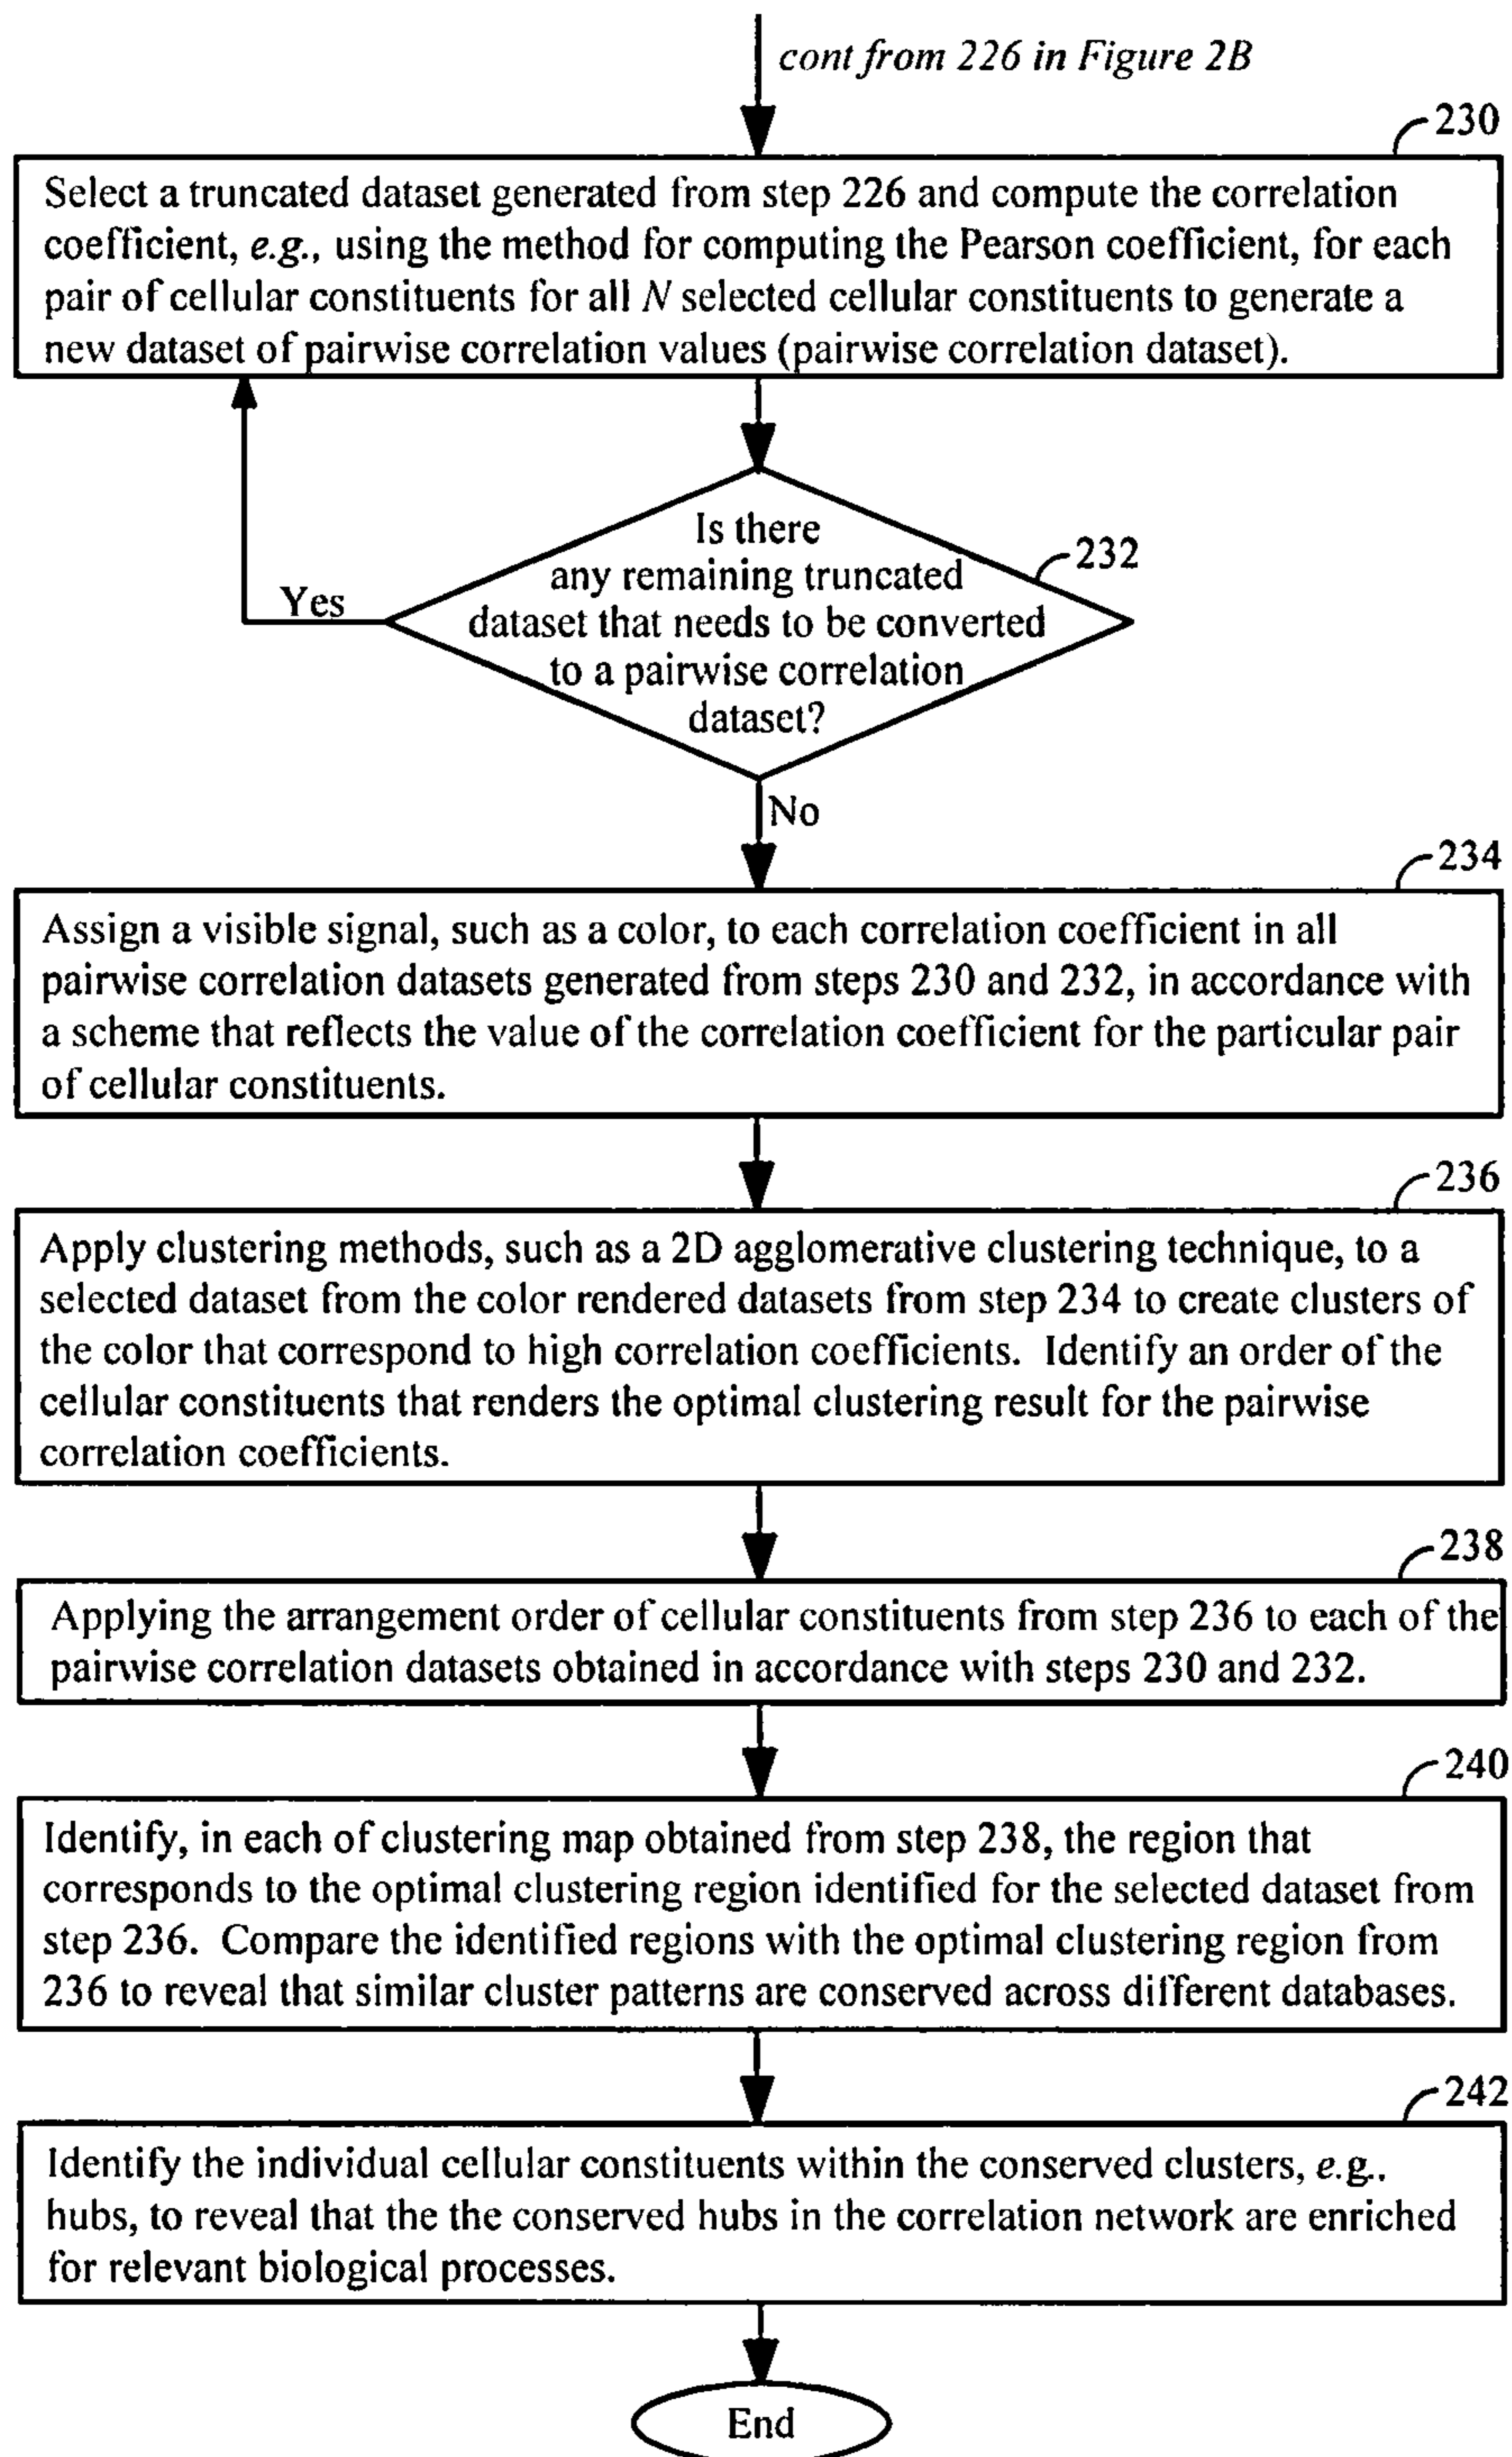 cont from 226 in Figure 2B
230
Select a truncated dataset generated from step 226 and compute the correlation
coefficient, e.g., using the method for computing the Pearson coefficient, for each
pair of cellular constituents for all N selected cellular constituents to generate a
new dataset of pairwise correlation values (pairwise correlation dataset).
Is there
any remaining truncated
dataset that needs to be converted
to a pairwise correlation
dataset?
232
Yes
No
234
Assign a visible signal, such as a color, to each correlation coefficient in all
pairwise correlation datasets generated from steps 230 and 232, in accordance with
a scheme that reflects the value of the correlation coefficient for the particular pair
of cellular constituents.
236
Apply clustering methods, such as a 2D agglomerative clustering technique, to a
selected dataset from the color rendered datasets from step 234 to create clusters of
the color that correspond to high correlation coefficients. Identify an order of the
cellular constituents that renders the optimal clustering result for the pairwise
correlation coefficients.
238
Applying the arrangement order of cellular constituents from step 236 to each of the
pairwise correlation datasets obtained in accordance with steps 230 and 232.
240
Identify, in each of clustering map obtained from step 238, the region that
corresponds to the optimal clustering region identified for the selected dataset from
step 236. Compare the identified regions with the optimal clustering region from
236 to reveal that similar cluster patterns are conserved across different databases.
242
Identify the individual cellular constituents within the conserved clusters, e.g.,
hubs, to reveal that the the conserved hubs in the correlation network are enriched
for relevant biological processes.
End